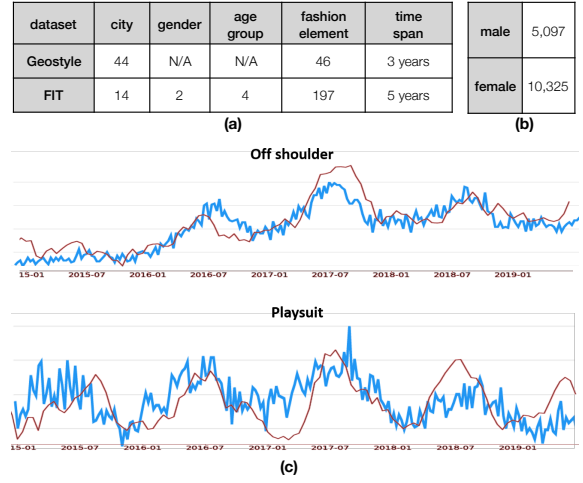 dataset city gender age group fashion element time span
Geostyle 44 N/A N/A 46 3 years
FIT 14 2 4 197 5 years
(a)
male 5,097
female 10,325
(b)
Off shoulder
15-01 2015-07 2016-01 2016-07 2017-01 2017-07 2018-01 2018-07 2019-01
Playsuit
15-01 2015-07 2016-01 2016-07 2017-01 2017-07 2018-01 2018-07 2019-01
(c)